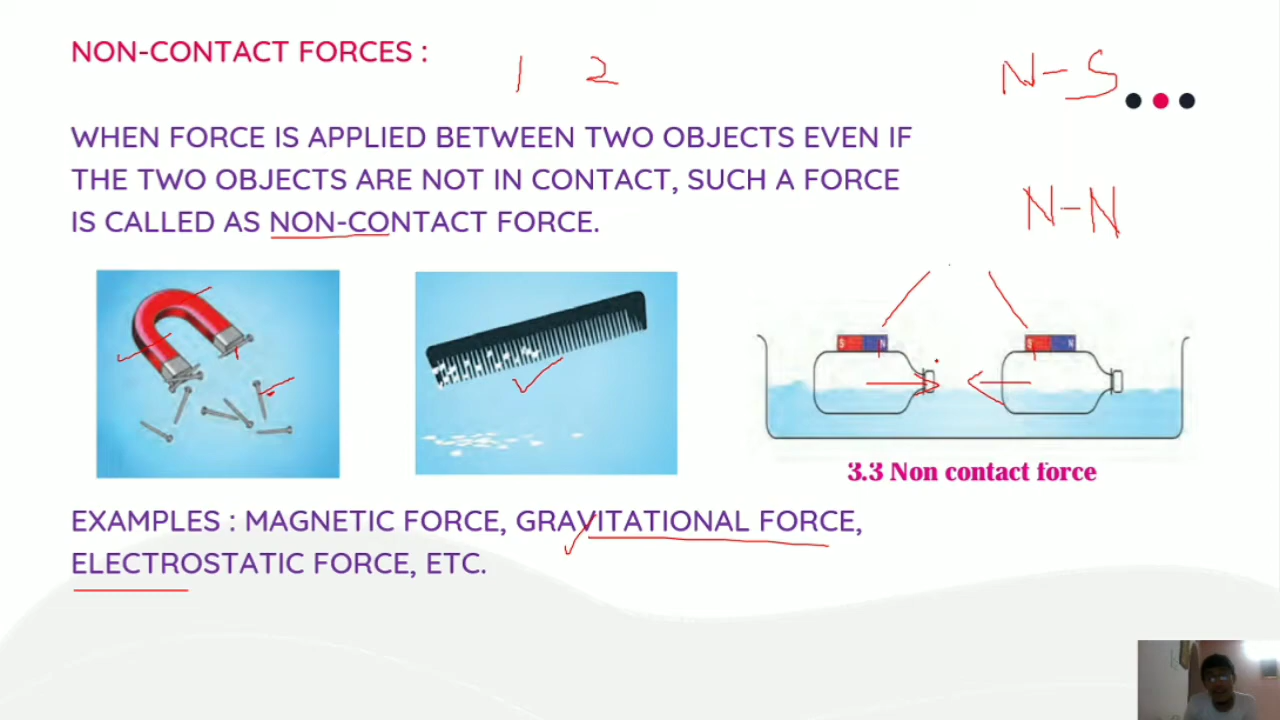 NON-CONTACT FORCES :
1 2
N-S
WHEN FORCE IS APPLIED BETWEEN TWO OBJECTS EVEN IF
THE TWO OBJECTS ARE NOT IN CONTACT, SUCH A FORCE
IS CALLED AS NON-CONTACT FORCE.
N-N
S N
S N
3.3 Non contact force
EXAMPLES : MAGNETIC FORCE, GRAVITATIONAL FORCE,
ELECTROSTATIC FORCE, ETC.